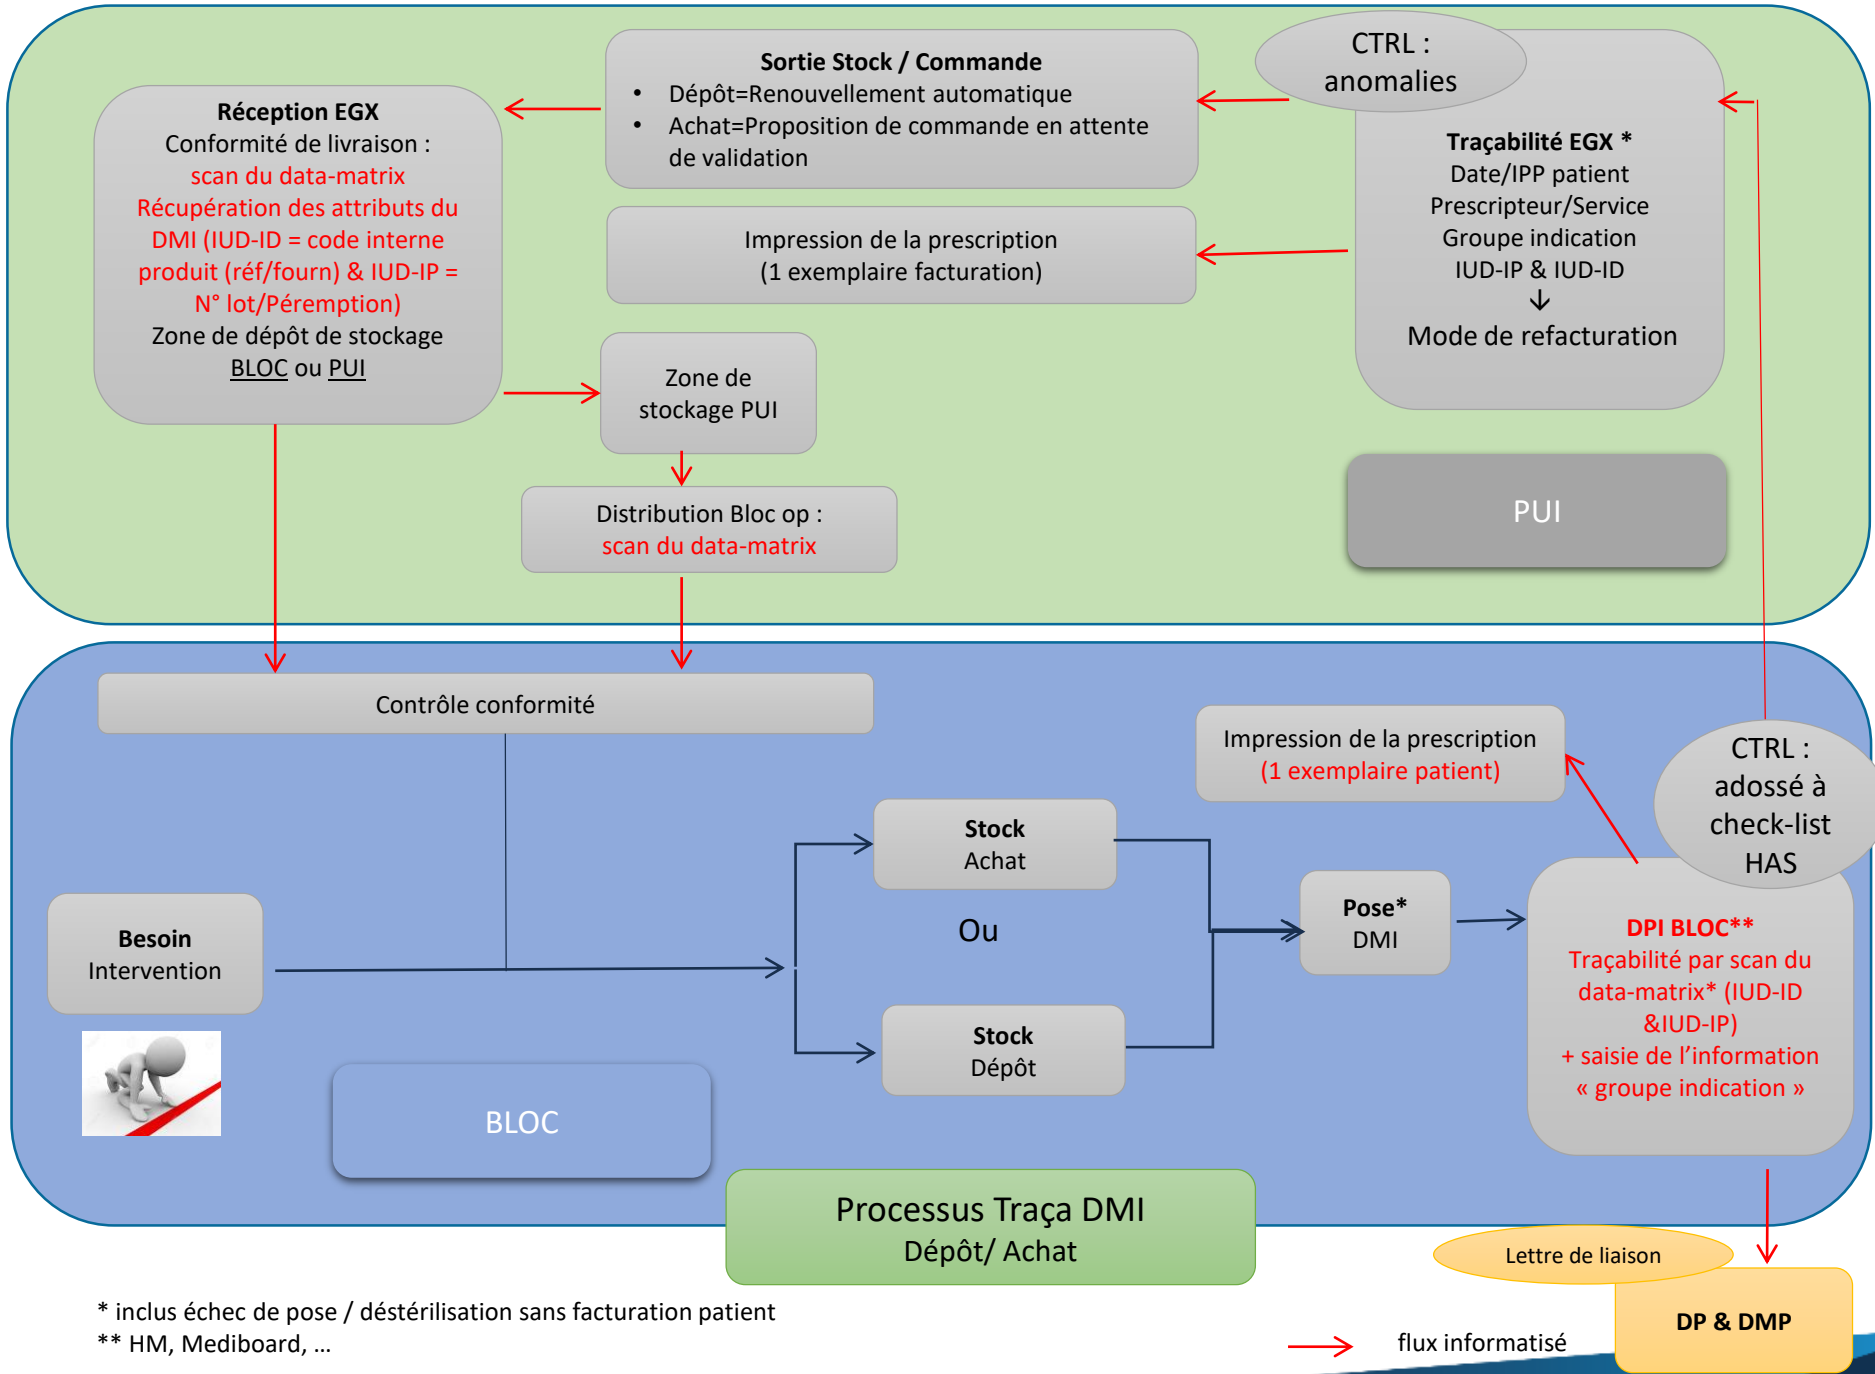 CTRL :
anomalies
Sortie Stock / Commande
• Dépôt=Renouvellement automatique
• Achat=Proposition de commande en attente
de validation
Réception EGX
Conformité de livraison :
scan du data-matrix
Récupération des attributs du
DMI (IUD-ID = code interne
produit (réf/fourn) & IUD-IP =
N° lot/Péremption)
Zone de dépôt de stockage
BLOC ou PUI
Traçabilité EGX *
Date/IPP patient
Prescripteur/Service
Groupe indication
IUD-IP & IUD-ID
↓
Mode de refacturation
Impression de la prescription
(1 exemplaire facturation)
Zone de
stockage PUI
Distribution Bloc op :
scan du data-matrix
PUI
Contrôle conformité
Impression de la prescription
(1 exemplaire patient)
CTRL :
adossé à
check-list
HAS
Stock
Achat
Ou
Stock
Dépôt
Besoin
Intervention
Pose*
DMI
DPI BLOC**
Traçabilité par scan du
data-matrix* (IUD-ID
&IUD-IP)
+ saisie de l’information
« groupe indication »
BLOC
Processus Traça DMI
Dépôt/ Achat
Lettre de liaison
DP & DMP
* inclus échec de pose / déstérilisation sans facturation patient
** HM, Mediboard, …
flux informatisé